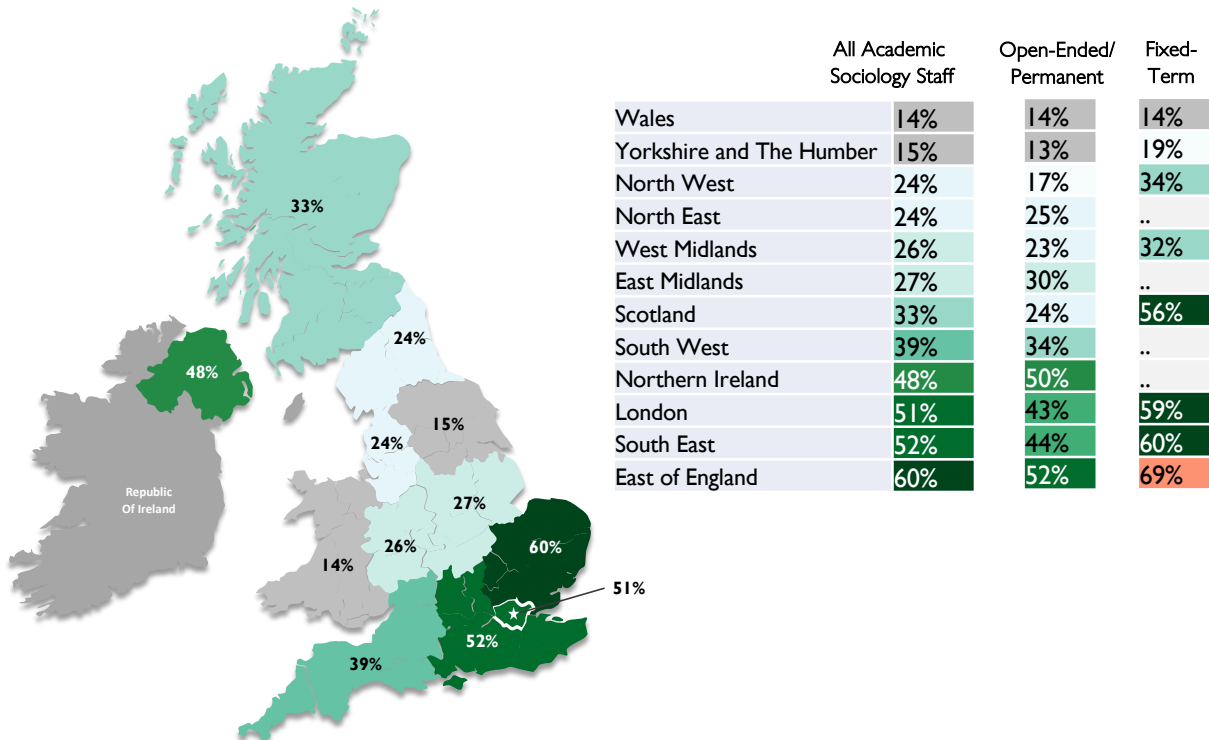 All Academic Sociology Staff
Open-Ended/ Permanent
Fixed- Term
Wales 14% 14% 14%
Yorkshire and The Humber 15% 13% 19%
North West 24% 17% 34%
North East 24% 25% ..
West Midlands 26% 23% 32%
East Midlands 27% 30% ..
Scotland 33% 24% 56%
South West 39% 34% ..
Northern Ireland 48% 50% ..
London 51% 43% 59%
South East 52% 44% 60%
East of England 60% 52% 69%
33%
24%
48%
15%
24%
Republic
Of Ireland
27%
26%
60%
14%
51%
52%
39%